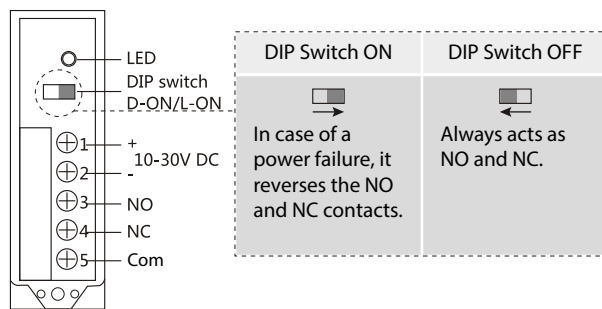 LED
DIP switch
D-ON/L-ON
1 +
10-30V DC
2 -
3 NO
4 NC
5 Com
DIP Switch ON
In case of a
power failure, it
reverses the NO
and NC contacts.
DIP Switch OFF
Always acts as
NO and NC.